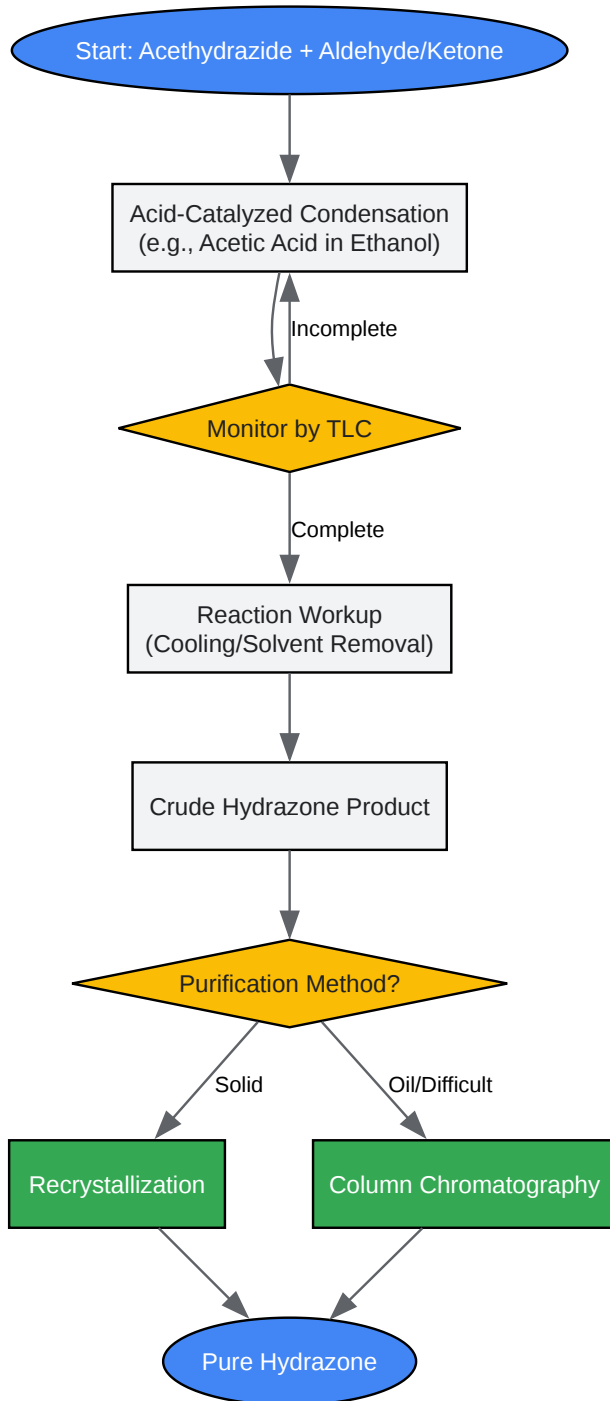 Start: Acethydrazide + Aldehyde/Ketone
Acid-Catalyzed Condensation
(e.g., Acetic Acid in Ethanol)
Incomplete
Monitor by TLC
Complete
Reaction Workup
(Cooling/Solvent Removal)
Crude Hydrazone Product
Purification Method?
Solid
Oil/Difficult
Recrystallization
Column Chromatography
Pure Hydrazone